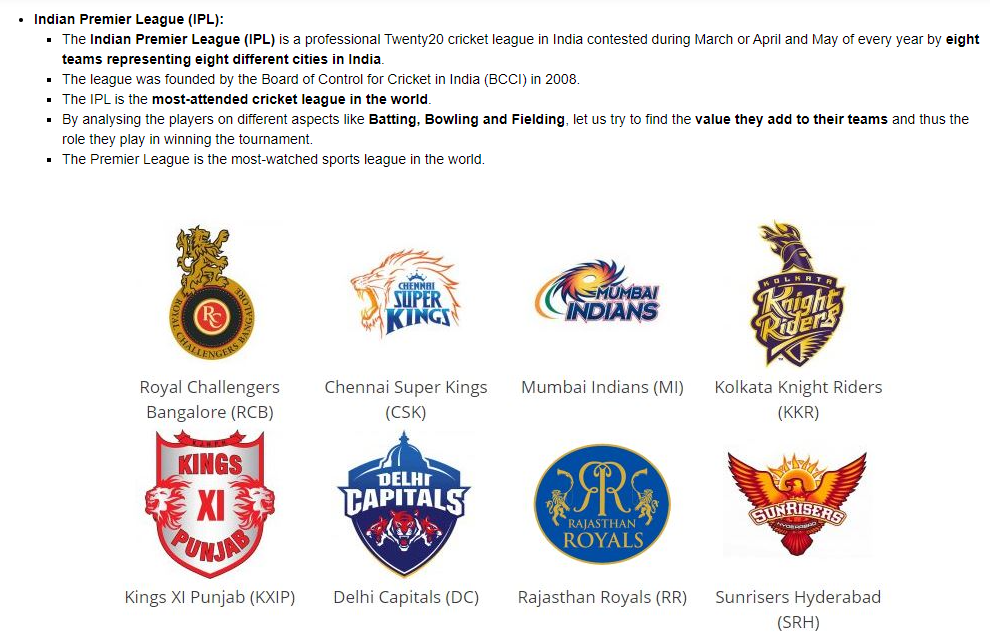 Indian Premier League (IPL):
The Indian Premier League (IPL) is a professional Twenty20 cricket league in India contested during March or April and May of every year by eight
teams representing eight different cities in India.
The league was founded by the Board of Control for Cricket in India (BCCI) in 2008.
The IPL is the most-attended cricket league in the world.
By analysing the players on different aspects like Batting, Bowling and Fielding, let us try to find the value they add to their teams and thus the
role they play in winning the tournament.
The Premier League is the most-watched sports league in the world.
RC
ROYAL CHALLENGERS BANGALORE
CHENNAI
SUPER
KINGS
MUMBAI
INDIANS
KOLKATA
Knight
Riders
Royal Challengers
Bangalore (RCB)
Chennai Super Kings
(CSK)
Mumbai Indians (MI)
Kolkata Knight Riders
(KKR)
KINGS
XI
PUNJAB
DELHI
CAPITALS
RR
RAJASTHAN
ROYALS
SUNRISERS
HYDERABAD
Kings XI Punjab (KXIP)
Delhi Capitals (DC)
Rajasthan Royals (RR)
Sunrisers Hyderabad
(SRH)